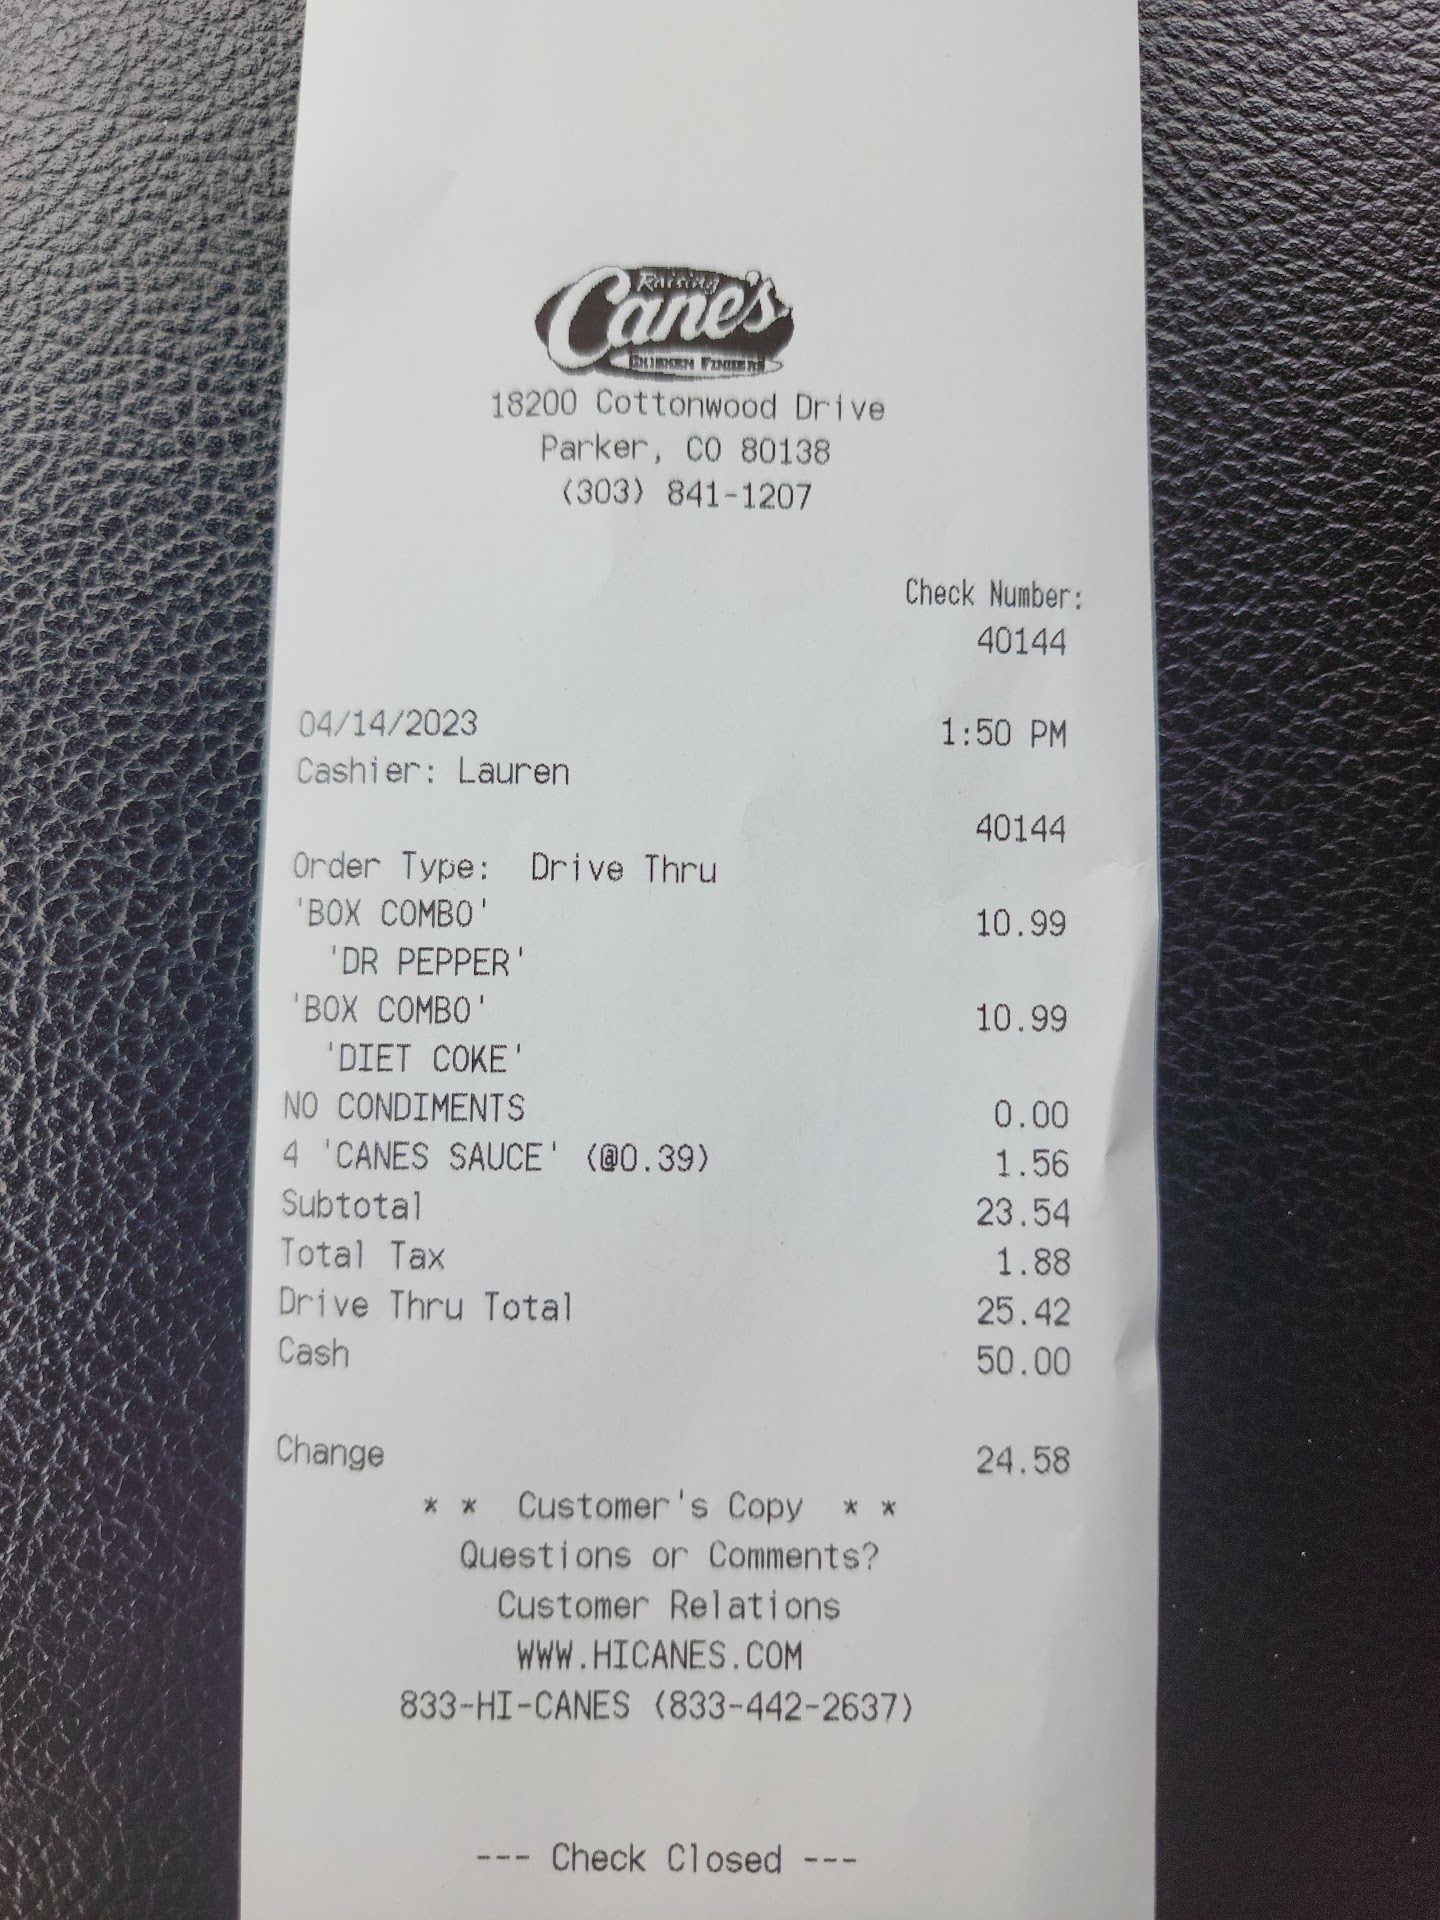 Raising
Cane's
CHICKEN FINGERS
18200 Cottonwood Drive
Parker, CO 80138
(303) 841-1207
Check Number:
40144
04/14/2023 1:50 PM
Cashier: Lauren
40144
Order Type: Drive Thru
'BOX COMBO' 10.99
'DR PEPPER'
'BOX COMBO' 10.99
'DIET COKE'
NO CONDIMENTS 0.00
4 'CANES SAUCE' (@0.39) 1.56
Subtotal 23.54
Total Tax 1.88
Drive Thru Total 25.42
Cash 50.00
Change 24.58
* * Customer's Copy * *
Questions or Comments?
Customer Relations
WWW.HICANES.COM
833-HI-CANES (833-442-2637)
--- Check Closed ---